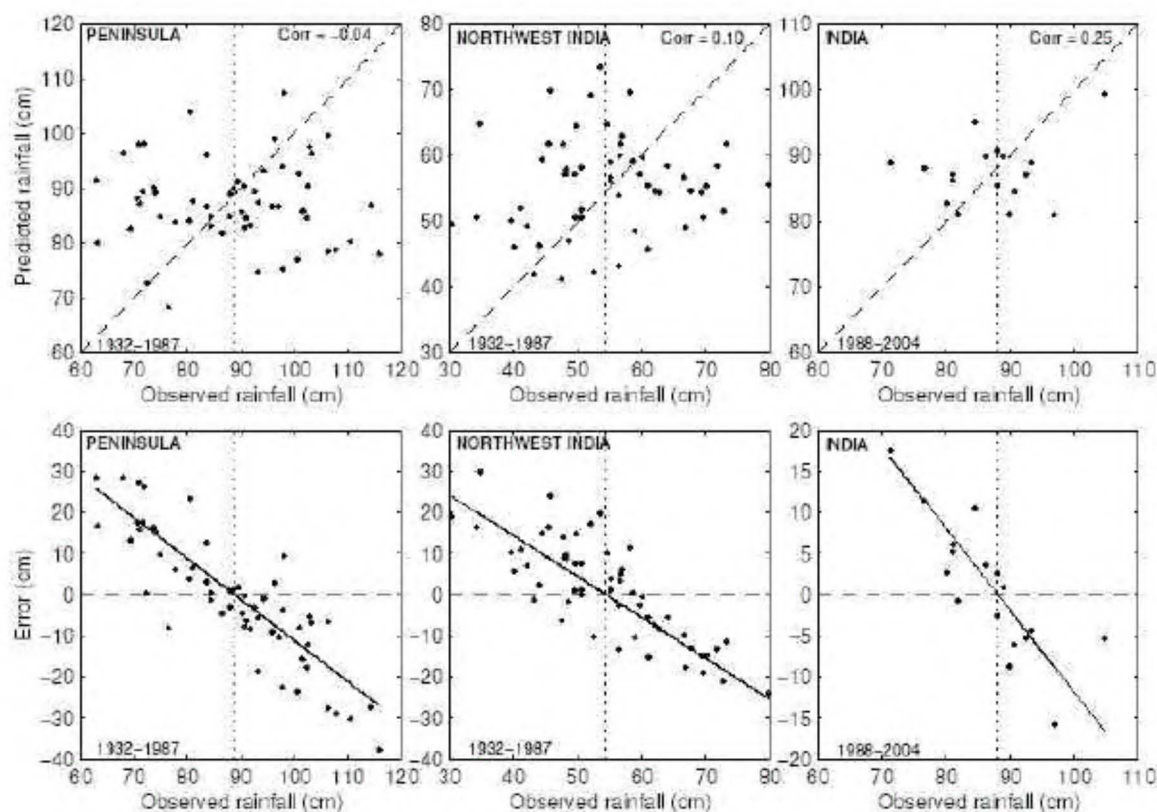 PENINSULA Corr = -0.04
120
110
100
90
80
70
60
Predicted rainfall (cm)
1932-1987
60 70 80 90 100 110 120
Observed rainfall (cm)
NORTHWEST INDIA Corr = 0.10
80
70
60
50
40
30
1932-1987
30 40 50 60 70 80
Observed rainfall (cm)
INDIA Corr = 0.25
110
100
90
80
70
60
1988-2004
60 70 80 90 100 110
Observed rainfall (cm)
PENINSULA
40
30
20
10
0
-10
-20
-30
-40
Error (cm)
1932-1987
60 70 80 90 100 110 120
Observed rainfall (cm)
NORTHWEST INDIA
40
30
20
10
0
-10
-20
-30
-40
1932-1987
30 40 50 60 70 80
Observed rainfall (cm)
INDIA
20
15
10
5
0
-5
-10
-15
-20
1988-2004
60 70 80 90 100 110
Observed rainfall (cm)